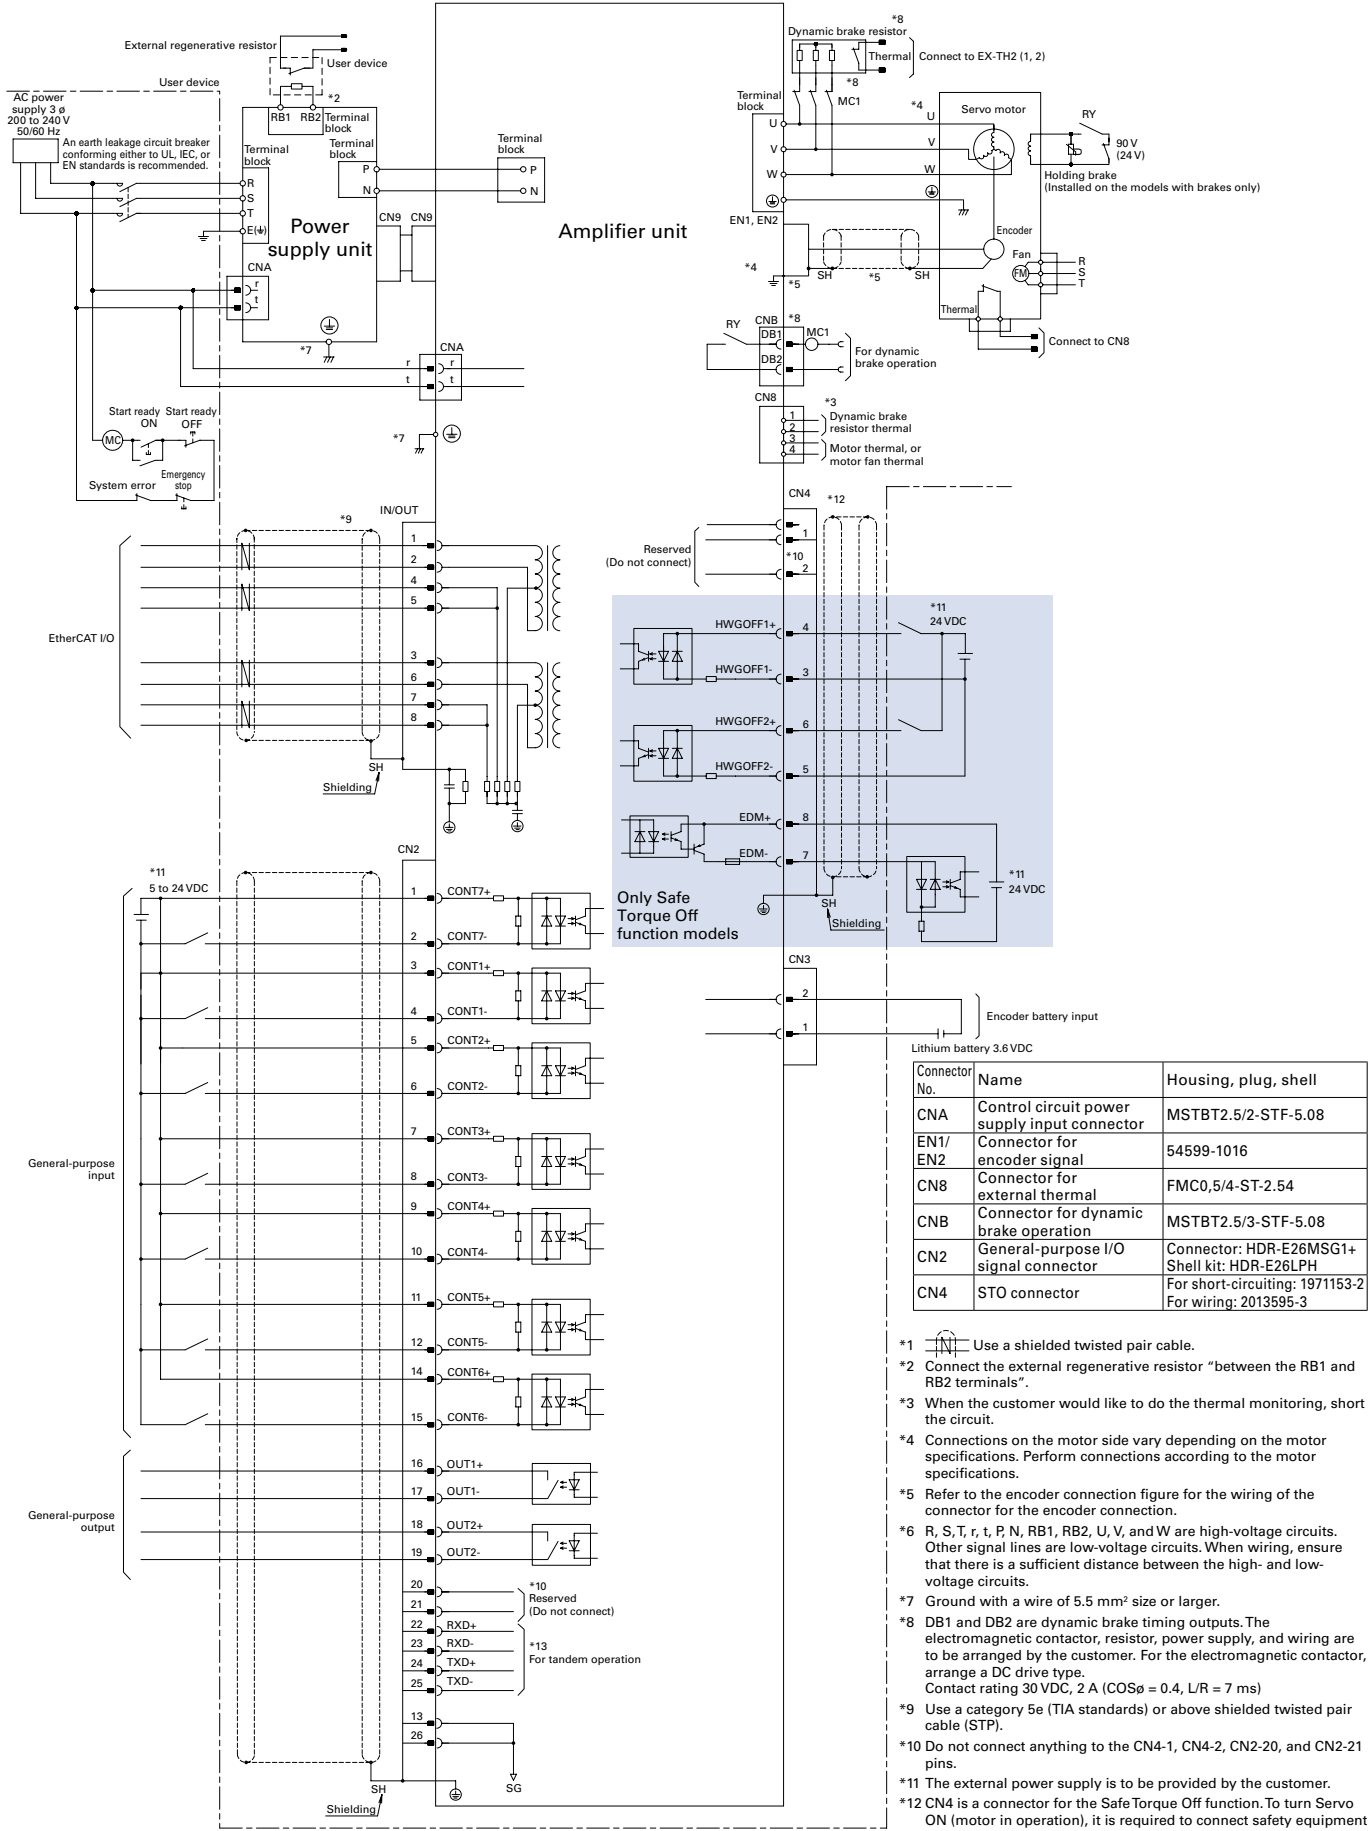 External regenerative resistor
User device
User device
AC power
supply 3 ø
200 to 240 V
50/60 Hz
An earth leakage circuit breaker
conforming either to UL, IEC, or
EN standards is recommended.
*2
RB1
RB2
Terminal
block
Terminal
block
Terminal
block
P
N
Terminal
block
P
N
R
S
T
E(⏚)
Power
supply unit
CN9
CN9
CNA
r
t
*7
CNA
r
r
t
t
*7
Start ready
ON
Start ready
OFF
MC
System error
Emergency
stop
Amplifier unit
*8
Dynamic brake resistor
Thermal
Connect to EX-TH2 (1, 2)
*8
MC1
Terminal
block
U
V
W
*4
U
V
W
Servo motor
RY
90 V
(24 V)
Holding brake
(Installed on the models with brakes only)
EN1, EN2
Encoder
*4
SH
*5
SH
*5
Fan
FM
R
S
T
Thermal
Connect to CN8
RY
CNB
*8
DB1
MC1
DB2
For dynamic
brake operation
CN8
*3
1
2
3
4
Dynamic brake
resistor thermal
Motor thermal, or
motor fan thermal
IN/OUT
*9
1
2
4
5
EtherCAT I/O
3
6
7
8
SH
Shielding
CN4
*12
1
*10
2
Reserved
(Do not connect)
*11
24 VDC
HWGOFF1+
4
HWGOFF1-
3
HWGOFF2+
6
HWGOFF2-
5
EDM+
8
EDM-
7
*11
24 VDC
Only Safe
Torque Off
function models
SH
Shielding
CN3
2
1
Encoder battery input
Lithium battery 3.6 VDC
CN2
*11
5 to 24 VDC
1
CONT7+
2
CONT7-
3
CONT1+
4
CONT1-
5
CONT2+
6
CONT2-
7
CONT3+
General-purpose
input
8
CONT3-
9
CONT4+
10
CONT4-
11
CONT5+
12
CONT5-
14
CONT6+
15
CONT6-
16
OUT1+
17
OUT1-
General-purpose
output
18
OUT2+
19
OUT2-
20
21
*10
Reserved
(Do not connect)
22
RXD+
23
RXD-
24
TXD+
25
TXD-
*13
For tandem operation
13
26
SG
SH
Shielding
Connector
No.
Name
Housing, plug, shell
CNA
Control circuit power
supply input connector
MSTBT2.5/2-STF-5.08
EN1/
EN2
Connector for
encoder signal
54599-1016
CN8
Connector for
external thermal
FMC0,5/4-ST-2.54
CNB
Connector for dynamic
brake operation
MSTBT2.5/3-STF-5.08
CN2
General-purpose I/O
signal connector
Connector: HDR-E26MSG1+
Shell kit: HDR-E26LPH
CN4
STO connector
For short-circuiting: 1971153-2
For wiring: 2013595-3
*1 Use a shielded twisted pair cable.
*2 Connect the external regenerative resistor “between the RB1 and
RB2 terminals”.
*3 When the customer would like to do the thermal monitoring, short
the circuit.
*4 Connections on the motor side vary depending on the motor
specifications. Perform connections according to the motor
specifications.
*5 Refer to the encoder connection figure for the wiring of the
connector for the encoder connection.
*6 R, S, T, r, t, P, N, RB1, RB2, U, V, and W are high-voltage circuits.
Other signal lines are low-voltage circuits. When wiring, ensure
that there is a sufficient distance between the high- and low-
voltage circuits.
*7 Ground with a wire of 5.5 mm² size or larger.
*8 DB1 and DB2 are dynamic brake timing outputs. The
electromagnetic contactor, resistor, power supply, and wiring are
to be arranged by the customer. For the electromagnetic contactor,
arrange a DC drive type.
Contact rating 30 VDC, 2 A (COSø = 0.4, L/R = 7 ms)
*9 Use a category 5e (TIA standards) or above shielded twisted pair
cable (STP).
*10 Do not connect anything to the CN4-1, CN4-2, CN2-20, and CN2-21
pins.
*11 The external power supply is to be provided by the customer.
*12 CN4 is a connector for the Safe Torque Off function. To turn Servo
ON (motor in operation), it is required to connect safety equipment